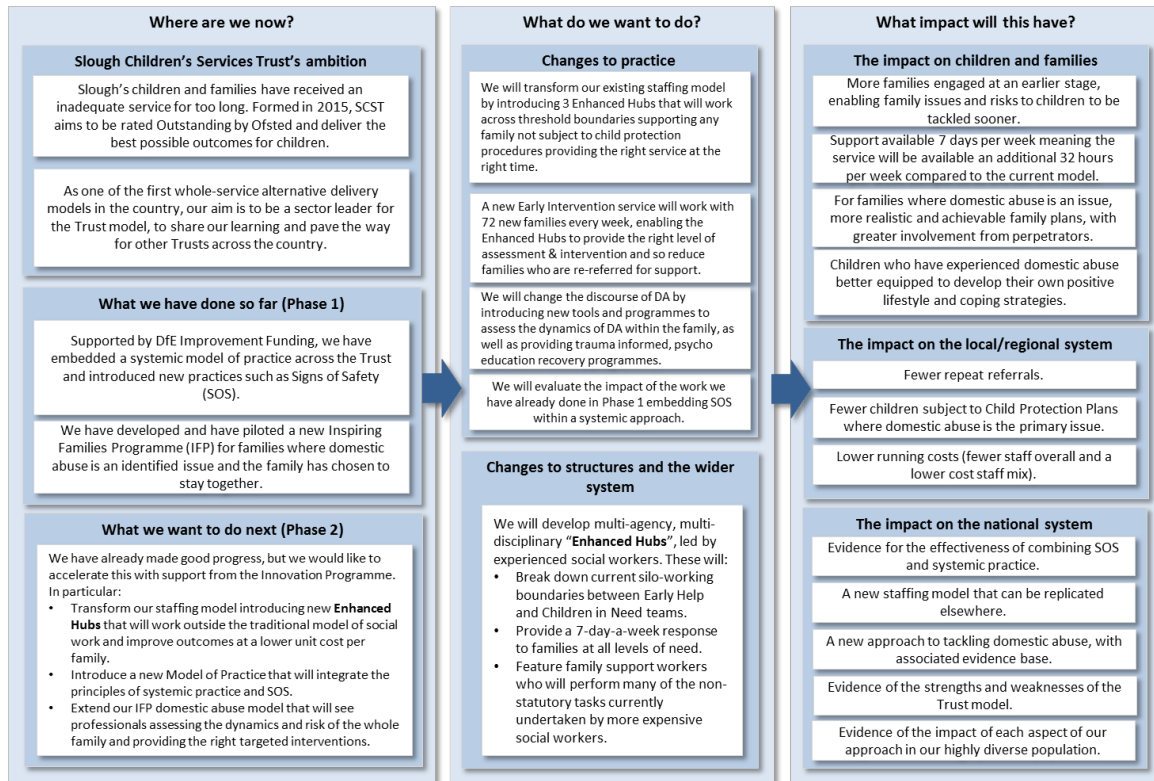 Where are we now?
Slough Children's Services Trust's ambition
Slough's children and families have received an
inadequate service for too long. Formed in 2015, SCST
aims to be rated Outstanding by Ofsted and deliver the
best possible outcomes for children.
As one of the first whole-service alternative delivery
models in the country, our aim is to be a sector leader for
the Trust model, to share our learning and pave the way
for other Trusts across the country.
What we have done so far (Phase 1)
Supported by DfE Improvement Funding, we have
embedded a systemic model of practice across the Trust
and introduced new practices such as Signs of Safety
(SOS).
We have developed and have piloted a new Inspiring
Families Programme (IFP) for families where domestic
abuse is an identified issue and the family has chosen to
stay together.
What we want to do next (Phase 2)
We have already made good progress, but we would like to
accelerate this with support from the Innovation Programme.
In particular:
• Transform our staffing model introducing new Enhanced
Hubs that will work outside the traditional model of social
work and improve outcomes at a lower unit cost per
family.
• Introduce a new Model of Practice that will integrate the
principles of systemic practice and SOS.
• Extend our IFP domestic abuse model that will see
professionals assessing the dynamics and risk of the whole
family and providing the right targeted interventions.
What do we want to do?
Changes to practice
We will transform our existing staffing model
by introducing 3 Enhanced Hubs that will work
across threshold boundaries supporting any
family not subject to child protection
procedures providing the right service at the
right time.
A new Early Intervention service will work with
72 new families every week, enabling the
Enhanced Hubs to provide the right level of
assessment & intervention and so reduce
families who are re-referred for support.
We will change the discourse of DA by
introducing new tools and programmes to
assess the dynamics of DA within the family, as
well as providing trauma informed, psycho
education recovery programmes.
We will evaluate the impact of the work we
have already done in Phase 1 embedding SOS
within a systemic approach.
Changes to structures and the wider
system
We will develop multi-agency, multi-
disciplinary "Enhanced Hubs", led by
experienced social workers. These will:
• Break down current silo-working
boundaries between Early Help
and Children in Need teams.
• Provide a 7-day-a-week response
to families at all levels of need.
• Feature family support workers
who will perform many of the non-
statutory tasks currently
undertaken by more expensive
social workers.
What impact will this have?
The impact on children and families
More families engaged at an earlier stage,
enabling family issues and risks to children to be
tackled sooner.
Support available 7 days per week meaning the
service will be available an additional 32 hours
per week compared to the current model.
For families where domestic abuse is an issue,
more realistic and achievable family plans, with
greater involvement from perpetrators.
Children who have experienced domestic abuse
better equipped to develop their own positive
lifestyle and coping strategies.
The impact on the local/regional system
Fewer repeat referrals.
Fewer children subject to Child Protection Plans
where domestic abuse is the primary issue.
Lower running costs (fewer staff overall and a
lower cost staff mix).
The impact on the national system
Evidence for the effectiveness of combining SOS
and systemic practice.
A new staffing model that can be replicated
elsewhere.
A new approach to tackling domestic abuse, with
associated evidence base.
Evidence of the strengths and weaknesses of the
Trust model.
Evidence of the impact of each aspect of our
approach in our highly diverse population.